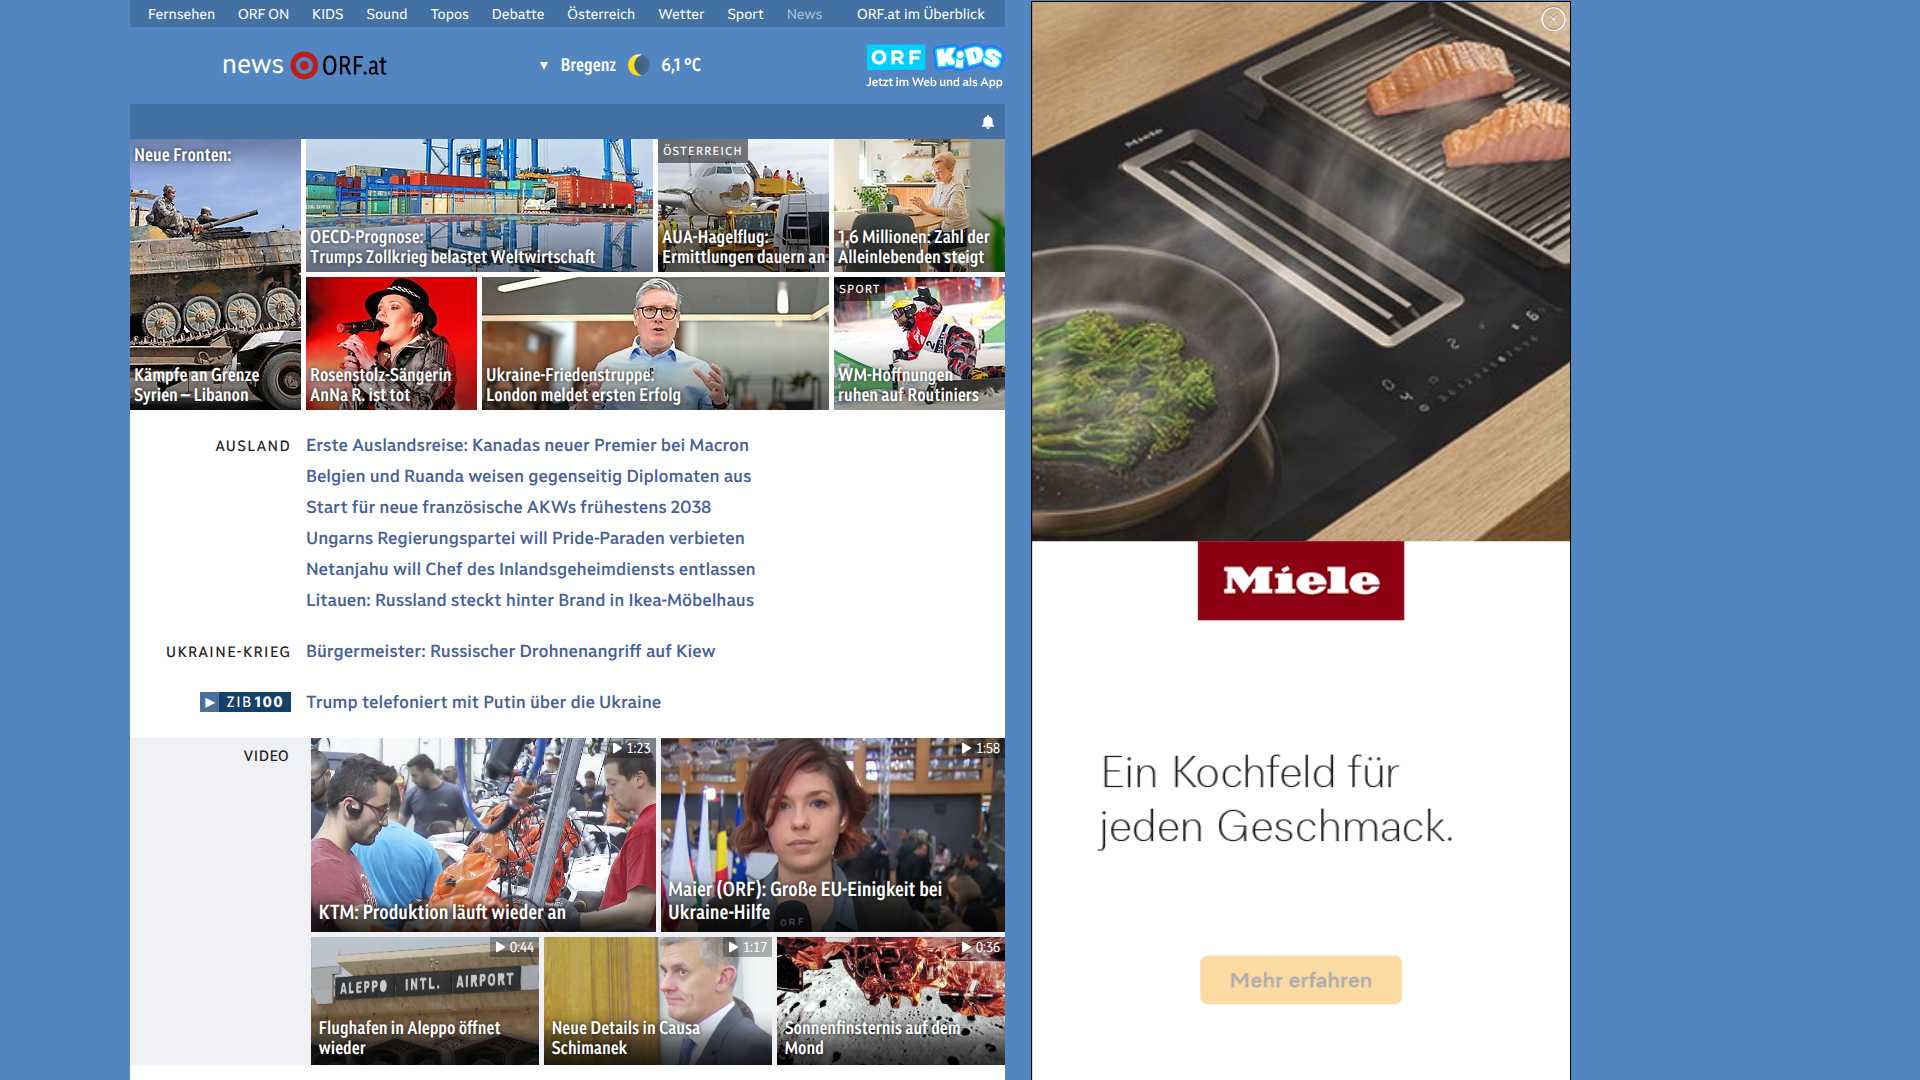 Fernsehen ORF ON KIDS Sound Topos Debatte Österreich Wetter Sport News ORF.at im Überblick
news ORF.at
Bregenz 6,1 °C
ORF KiDS
Jetzt im Web und als App
Neue Fronten:
Kämpfe an Grenze
Syrien – Libanon
OECD-Prognose:
Trumps Zollkrieg belastet Weltwirtschaft
ÖSTERREICH
AUA-Hagelflug:
Ermittlungen dauern an
1,6 Millionen: Zahl der
Alleinlebenden steigt
Rosenstolz-Sängerin
AnNa R. ist tot
Ukraine-Friedenstruppe:
London meldet ersten Erfolg
SPORT
WM-Hoffnungen
ruhen auf Routiniers
AUSLAND
Erste Auslandsreise: Kanadas neuer Premier bei Macron
Belgien und Ruanda weisen gegenseitig Diplomaten aus
Start für neue französische AKWs frühestens 2038
Ungarns Regierungspartei will Pride-Paraden verbieten
Netanjahu will Chef des Inlandsgeheimdiensts entlassen
Litauen: Russland steckt hinter Brand in Ikea-Möbelhaus
UKRAINE-KRIEG
Bürgermeister: Russischer Drohnenangriff auf Kiew
ZIB100
Trump telefoniert mit Putin über die Ukraine
VIDEO
1:23
KTM: Produktion läuft wieder an
1:58
ORF
Maier (ORF): Große EU-Einigkeit bei
Ukraine-Hilfe
0:44
ALEPPO INTL. AIRPORT
Flughafen in Aleppo öffnet
wieder
1:17
Neue Details in Causa
Schimanek
0:36
Sonnenfinsternis auf dem
Mond
Miele
Miele
Ein Kochfeld für
jeden Geschmack.
Mehr erfahren